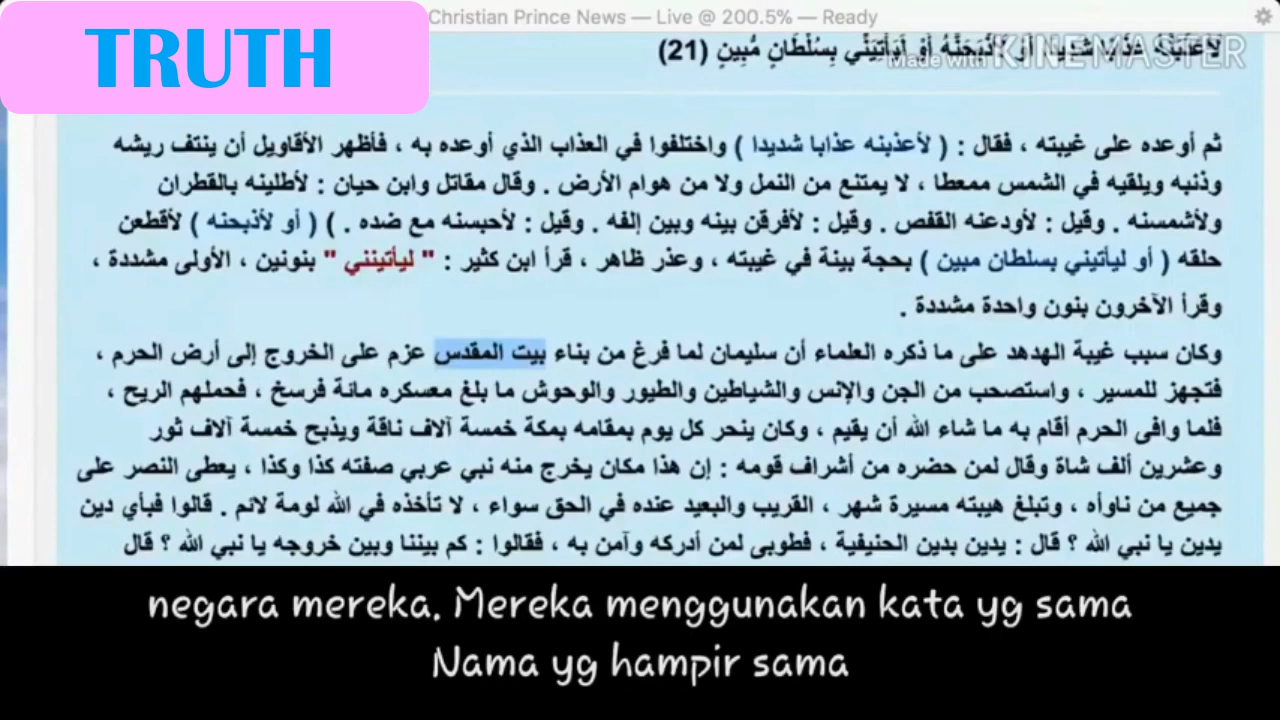 Christian Prince News — Live @ 200.5% — Ready
TRUTH
Made with KINEMASTER
بِسُلْطَانٍ مُّبِينٍ (21)
ثم أوعده على غيبته ، فقال : ( لأعذبنه عذابا شديدا ) واختلفوا في العذاب الذي أوعده به ، فأظهر الأقاويل أن ينتف ريشه
وذنبه ويلقيه في الشمس ممعطا ، لا يمتنع من النمل ولا من هوام الأرض . وقال مقاتل وابن حيان : لأطلينه بالقطران
ولأشمسنه . وقيل : لأودعنه القفص . وقيل : لأفرقن بينه وبين إلفه . وقيل : لأحبسنه مع ضده . ) ( أو لأذبحنه ) لأقطعن
حلقه ( أو ليأتيني بسلطان مبين ) بحجة بينة في غيبته ، وعذر ظاهر ، قرأ ابن كثير : " ليأتينني " بنونين ، الأولى مشددة ،
وقرأ الآخرون بنون واحدة مشددة .
وكان سبب غيبة الهدهد على ما ذكره العلماء أن سليمان لما فرغ من بناء بيت المقدس عزم على الخروج إلى أرض الحرم ،
فتجهز للمسير ، واستصحب من الجن والإنس والشياطين والطيور والوحوش ما بلغ معسكره مائة فرسخ ، فحملهم الريح ،
فلما وافى الحرم أقام به ما شاء الله أن يقيم ، وكان ينحر كل يوم بمقامه بمكة خمسة آلاف ناقة ويذبح خمسة آلاف ثور
وعشرين ألف شاة وقال لمن حضره من أشراف قومه : إن هذا مكان يخرج منه نبي عربي صفته كذا وكذا ، يعطى النصر على
جميع من ناوأه ، وتبلغ هيبته مسيرة شهر ، القريب والبعيد عنده في الحق سواء ، لا تأخذه في الله لومة لائم . قالوا فبأي دين
يدين يا نبي الله ؟ قال : يدين بدين الحنيفية ، فطوبى لمن أدركه وآمن به ، فقالوا : كم بيننا وبين خروجه يا نبي الله ؟ قال
negara mereka. Mereka menggunakan kata yg sama
Nama yg hampir sama